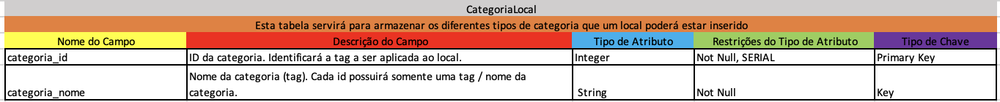 CategoriaLocal
Esta tabela servirá para armazenar os diferentes tipos de categoria que um local poderá estar inserido
Nome do Campo Descrição do Campo Tipo de Atributo Restrições do Tipo de Atributo Tipo de Chave
categoria_id ID da categoria. Identificará a tag a ser aplicada ao local. Integer Not Null, SERIAL Primary Key
Nome da categoria (tag). Cada id possuirá somente uma tag / nome da
categoria_nome categoria. String Not Null Key